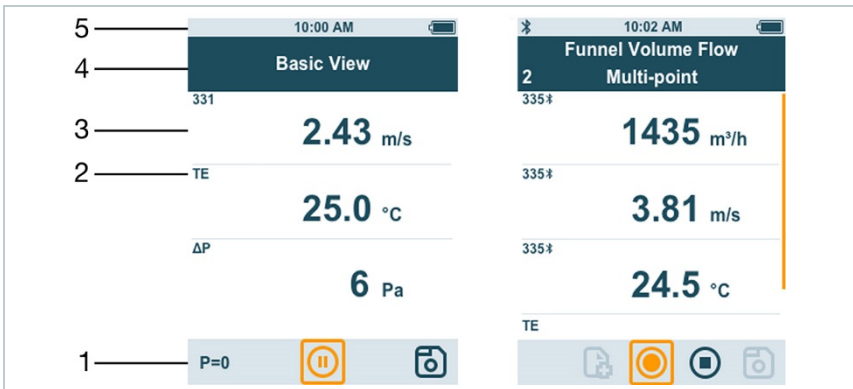 5
10:00 AM
4
Basic View
331
3
2.43 m/s
2
TE
25.0 °C
ΔP
6 Pa
1
P=0
10:02 AM
Funnel Volume Flow
2 Multi-point
335
1435 m³/h
335
3.81 m/s
335
24.5 °C
TE